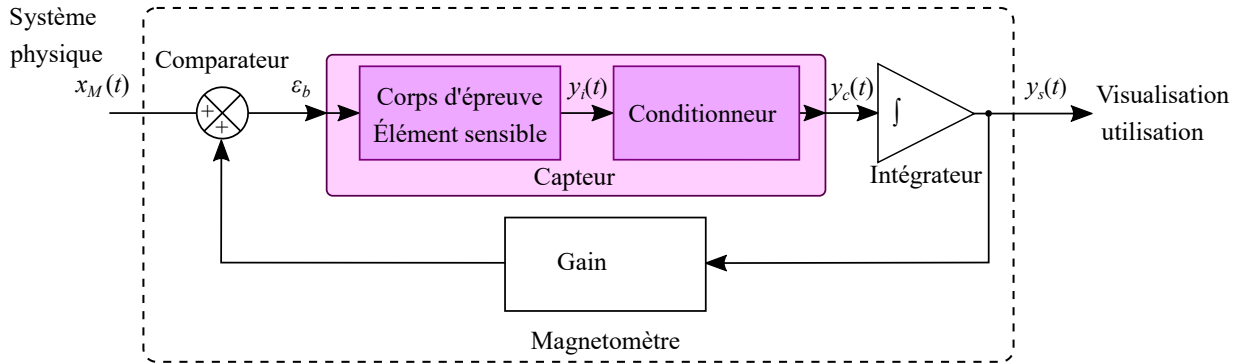 Système
physique
x_M(t)
Comparateur
+
+
ε_b
Corps d'épreuve
Élément sensible
y_i(t)
Conditionneur
Capteur
y_c(t)
∫
Intégrateur
y_s(t)
Visualisation
utilisation
Gain
Magnetomètre